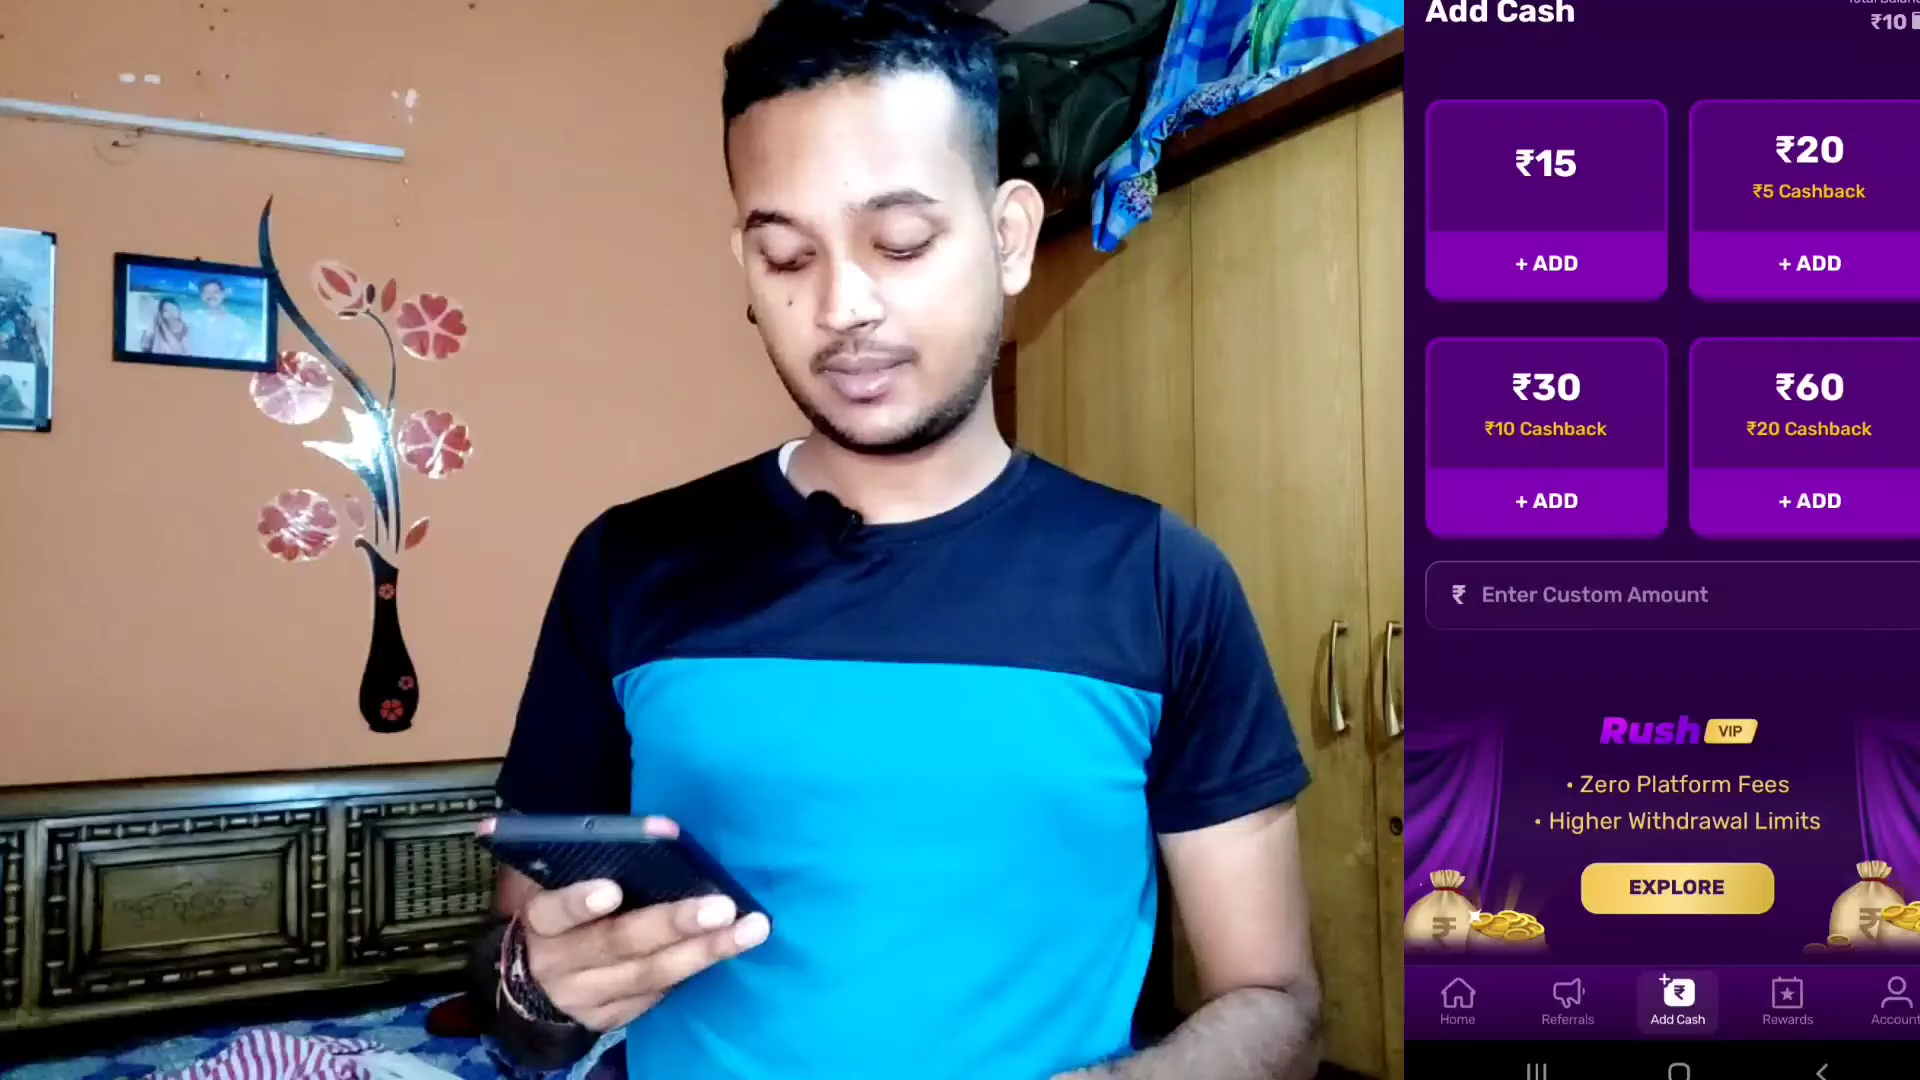 Add Cash
₹10
₹15
+ ADD
₹20
₹5 Cashback
+ ADD
₹30
₹10 Cashback
+ ADD
₹60
₹20 Cashback
+ ADD
₹ Enter Custom Amount
Rush VIP
• Zero Platform Fees
• Higher Withdrawal Limits
EXPLORE
Home
Referrals
Add Cash
Rewards
Account